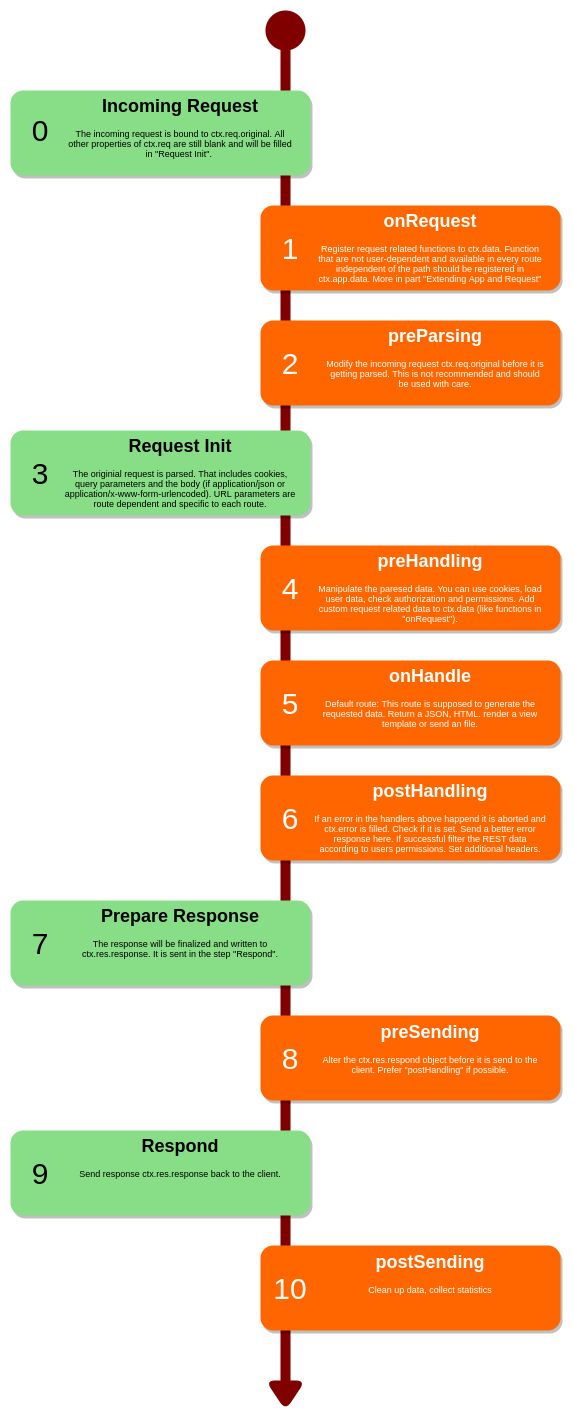 Incoming Request
0
The incoming request is bound to ctx.req.original. All
other properties of ctx.req are still blank and will be filled
in "Request Init".
onRequest
1
Register request related functions to ctx.data. Function
that are not user-dependent and available in every route
independent of the path should be registered in
ctx.app.data. More in part "Extending App and Request"
preParsing
2
Modify the incoming request ctx.req.original before it is
getting parsed. This is not recommended and should
be used with care.
Request Init
3
The originial request is parsed. That includes cookies,
query parameters and the body (if application/json or
application/x-www-form-urlencoded). URL parameters are
route dependent and specific to each route.
preHandling
4
Manipulate the paresed data. You can use cookies, load
user data, check authorization and permissions. Add
custom request related data to ctx.data (like functions in
"onRequest").
onHandle
5
Default route: This route is supposed to generate the
requested data. Return a JSON, HTML. render a view
template or send an file.
postHandling
6
If an error in the handlers above happend it is aborted and
ctx.error is filled. Check if it is set. Send a better error
response here. If successful filter the REST data
according to users permissions. Set additional headers.
Prepare Response
7
The response will be finalized and written to
ctx.res.response. It is sent in the step "Respond".
preSending
8
Alter the ctx.res.respond object before it is send to the
client. Prefer "postHandling" if possible.
Respond
9
Send response ctx.res.response back to the client.
postSending
10
Clean up data, collect statistics